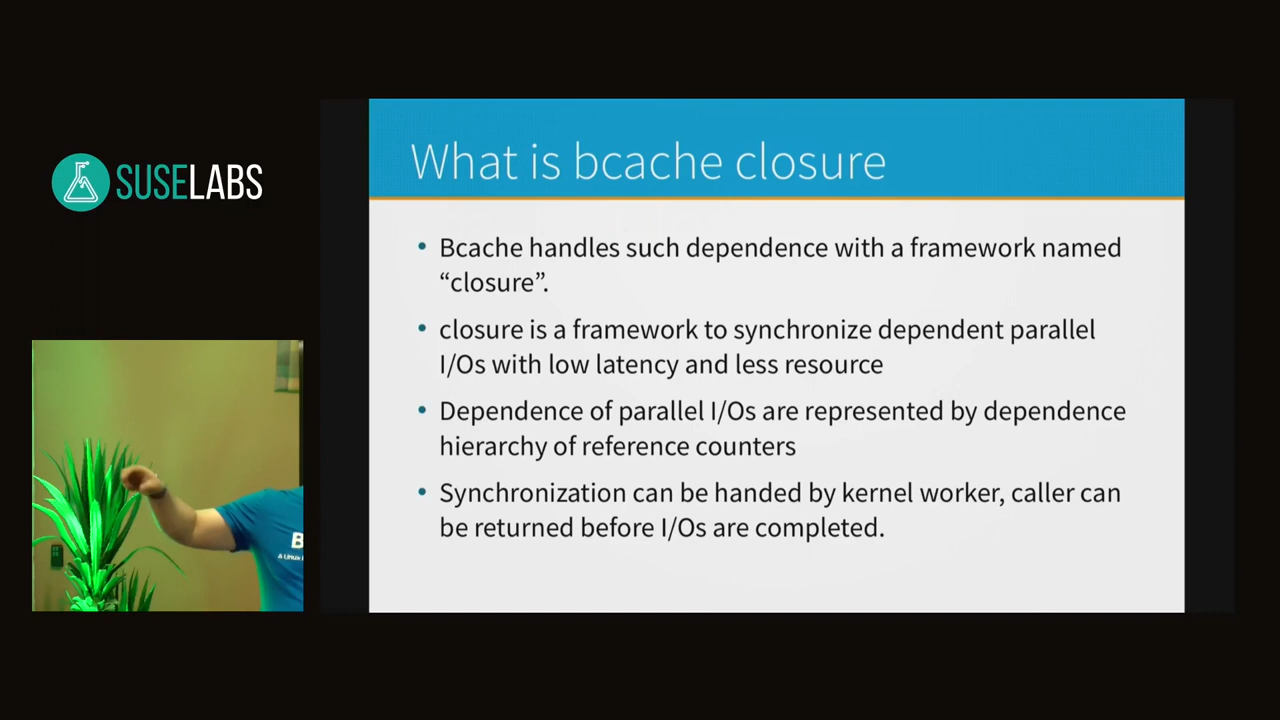 SUSELABS
What is bcache closure
• Bcache handles such dependence with a framework named
“closure”.
• closure is a framework to synchronize dependent parallel
I/Os with low latency and less resource
• Dependence of parallel I/Os are represented by dependence
hierarchy of reference counters
• Synchronization can be handed by kernel worker, caller can
be returned before I/Os are completed.
B
A Linux